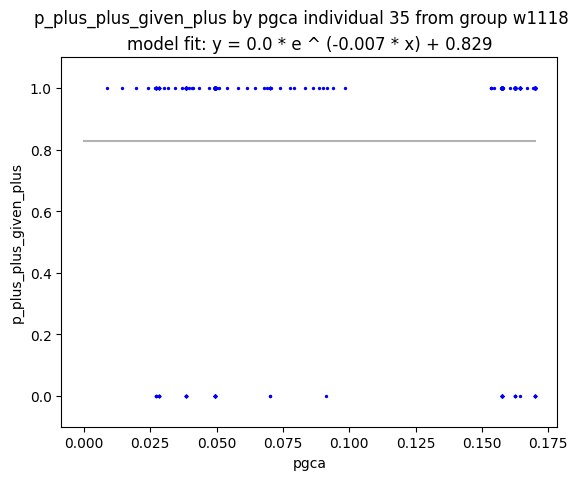 p_plus_plus_given_plus by pgca individual 35 from group w1118
model fit: y = 0.0 * e ^ (-0.007 * x) + 0.829
1.0
0.8
0.6
0.4
0.2
0.0
p_plus_plus_given_plus
0.000 0.025 0.050 0.075 0.100 0.125 0.150 0.175
pgca